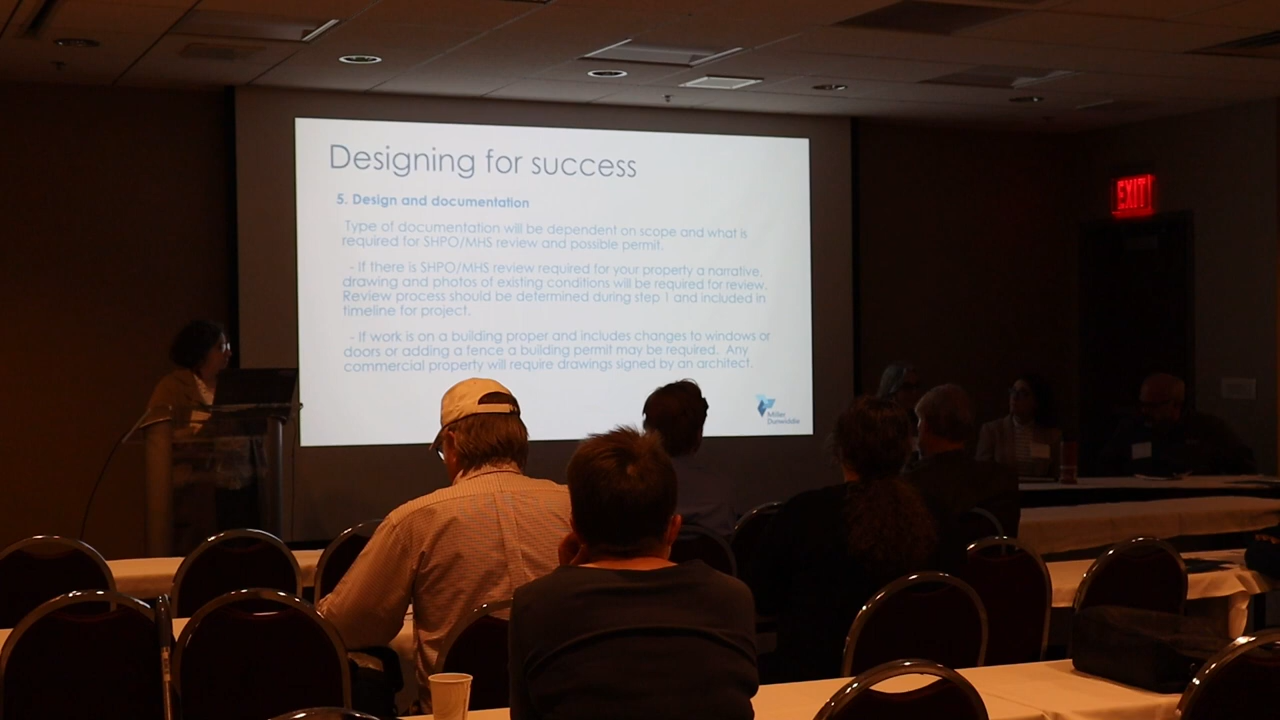 Designing for success
5. Design and documentation
Type of documentation will be dependent on scope and what is
required for SHPO/MHS review and possible permit.
- If there is SHPO/MHS review required for your property a narrative,
drawing and photos of existing conditions will be required for review.
Review process should be determined during step 1 and included in
timeline for project.
- If work is on a building proper and includes changes to windows or
doors or adding a fence a building permit may be required. Any
commercial property will require drawings signed by an architect.
Miller
Dunwiddie
EXIT